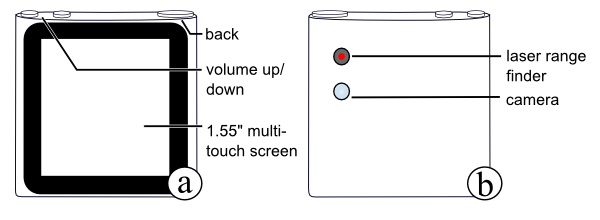 back
volume up/
down
1.55" multi-
touch screen
a
laser range
finder
camera
b